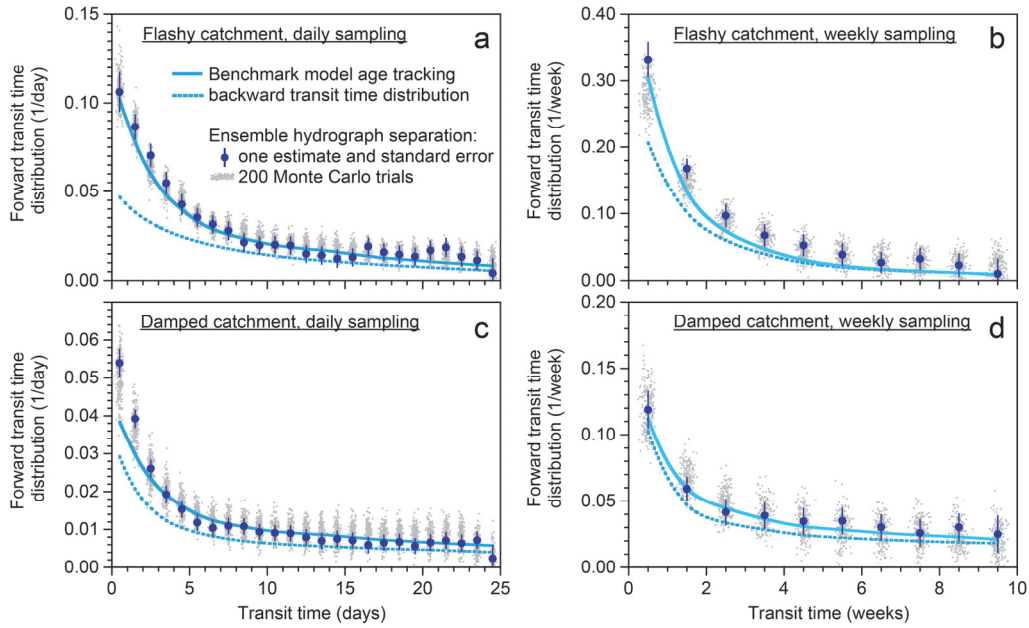 Flashy catchment, daily sampling
a
Benchmark model age tracking
backward transit time distribution
Ensemble hydrograph separation:
one estimate and standard error
200 Monte Carlo trials
Forward transit time
distribution (1/day)
0.15
0.10
0.05
0.00
Flashy catchment, weekly sampling
b
Forward transit time
distribution (1/week)
0.40
0.30
0.20
0.10
0.00
Damped catchment, daily sampling
c
Forward transit time
distribution (1/day)
0.06
0.05
0.04
0.03
0.02
0.01
0.00
0 5 10 15 20 25
Transit time (days)
Damped catchment, weekly sampling
d
Forward transit time
distribution (1/week)
0.20
0.15
0.10
0.05
0.00
0 2 4 6 8 10
Transit time (weeks)